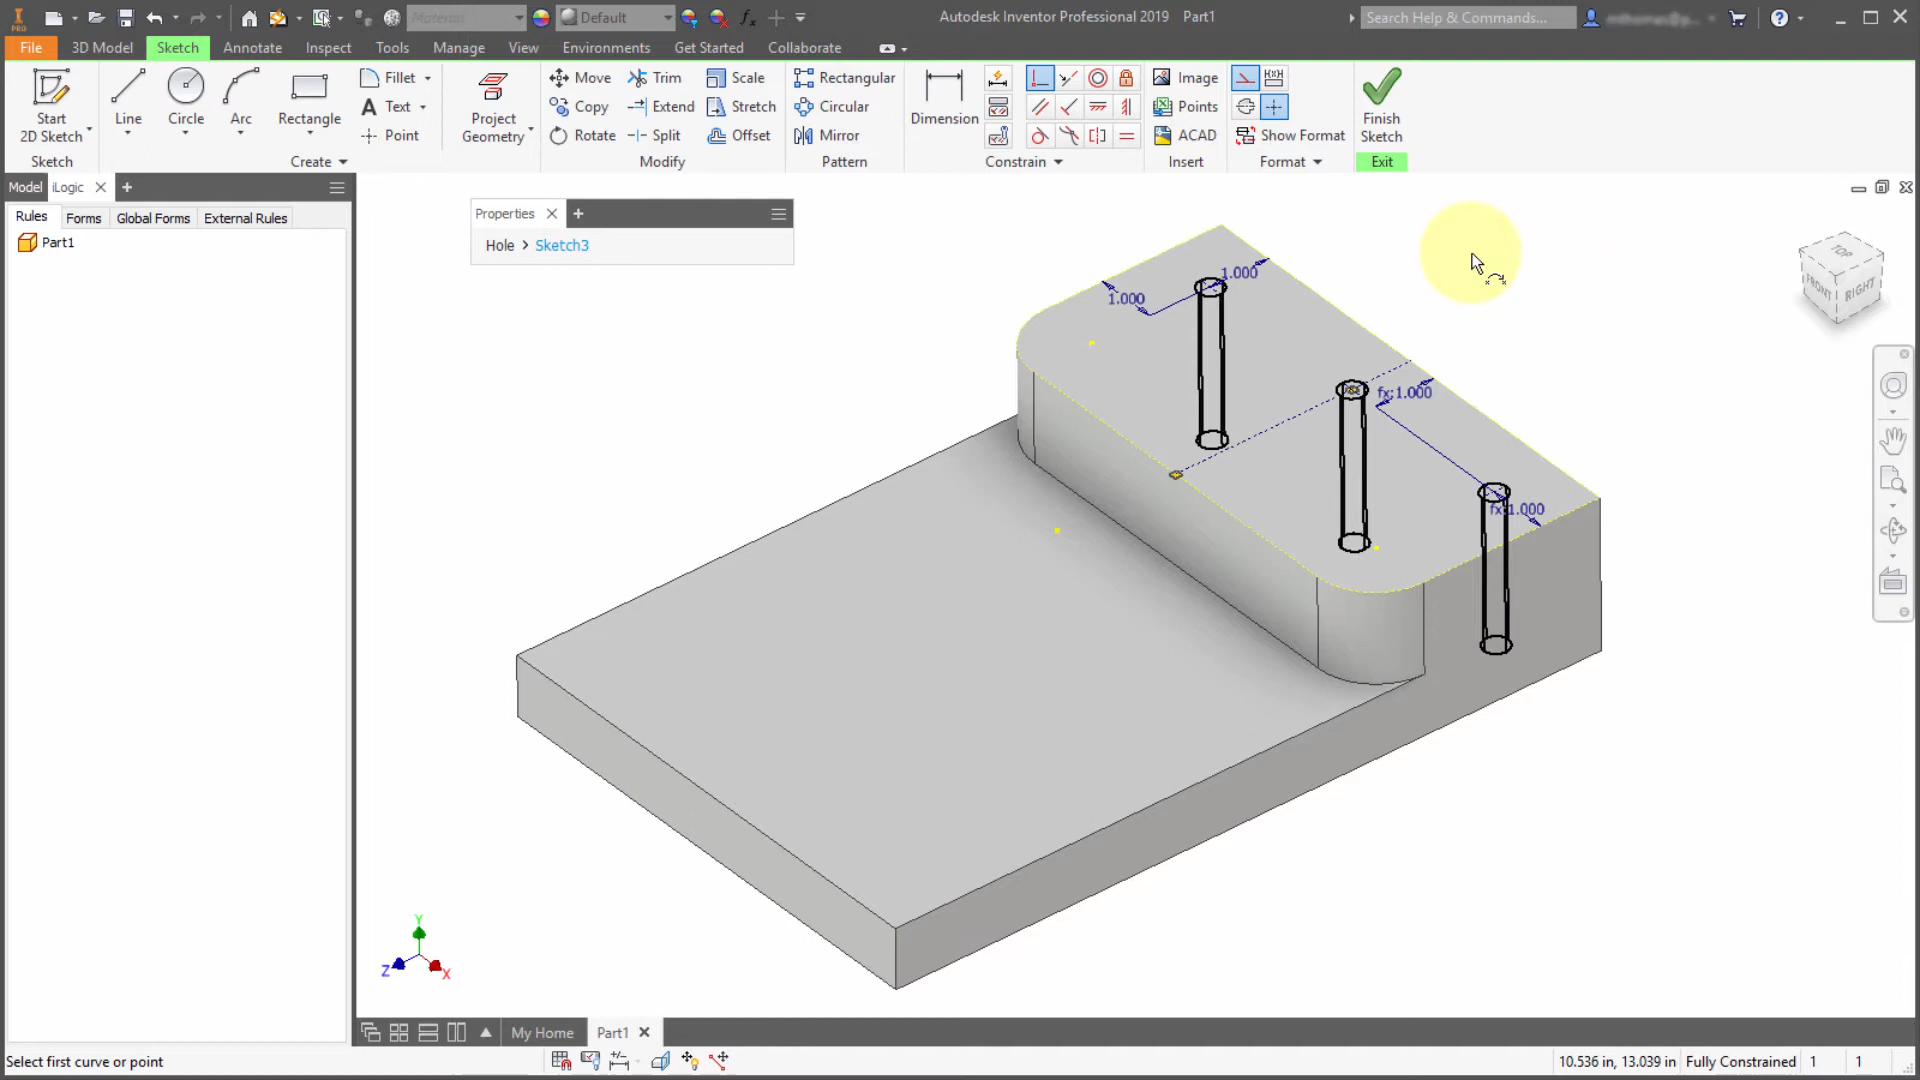 PRO
Material
Default
Autodesk Inventor Professional 2019 Part1
Search Help & Commands...
File
3D Model
Sketch
Annotate
Inspect
Tools
Manage
View
Environments
Get Started
Collaborate
Start
2D Sketch
Line
Circle
Arc
Rectangle
Fillet
Text
Point
Project
Geometry
Move
Copy
Rotate
Trim
Extend
Split
Scale
Stretch
Offset
Rectangular
Circular
Mirror
Dimension
Image
Points
ACAD
Show Format
Finish
Sketch
Sketch
Create
Modify
Pattern
Constrain
Insert
Format
Exit
Model
iLogic
Rules
Forms
Global Forms
External Rules
Part1
Properties
Hole > Sketch3
1.000
1.000
fx:1.000
fx:1.000
TOP
FRONT
RIGHT
Y
Z
X
My Home
Part1
Select first curve or point
10.536 in, 13.039 in
Fully Constrained
1
1